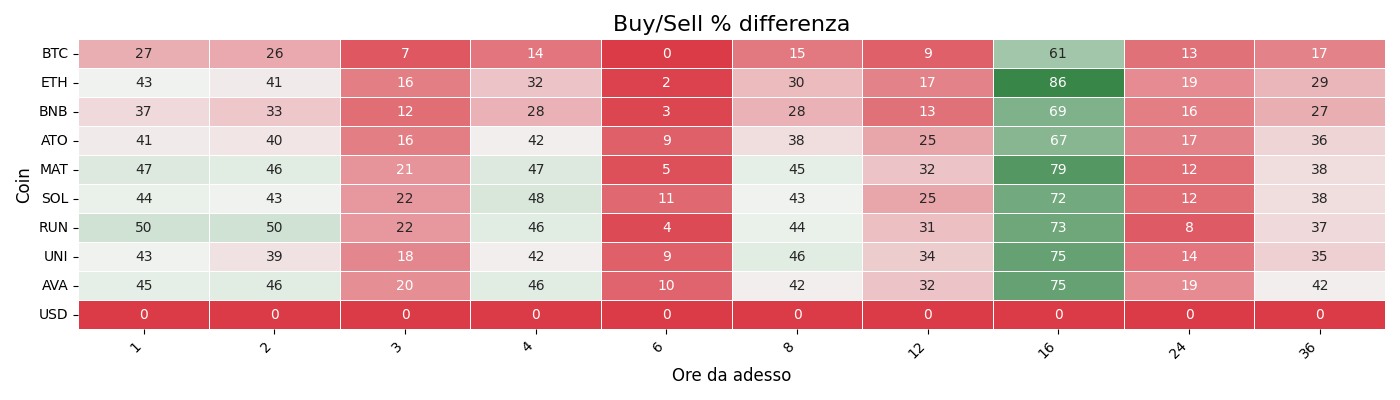 Buy/Sell % differenza
Coin
BTC 27 26 7 14 0 15 9 61 13 17
ETH 43 41 16 32 2 30 17 86 19 29
BNB 37 33 12 28 3 28 13 69 16 27
ATO 41 40 16 42 9 38 25 67 17 36
MAT 47 46 21 47 5 45 32 79 12 38
SOL 44 43 22 48 11 43 25 72 12 38
RUN 50 50 22 46 4 44 31 73 8 37
UNI 43 39 18 42 9 46 34 75 14 35
AVA 45 46 20 46 10 42 32 75 19 42
USD 0 0 0 0 0 0 0 0 0 0
1 2 3 4 6 8 12 16 24 36
Ore da adesso